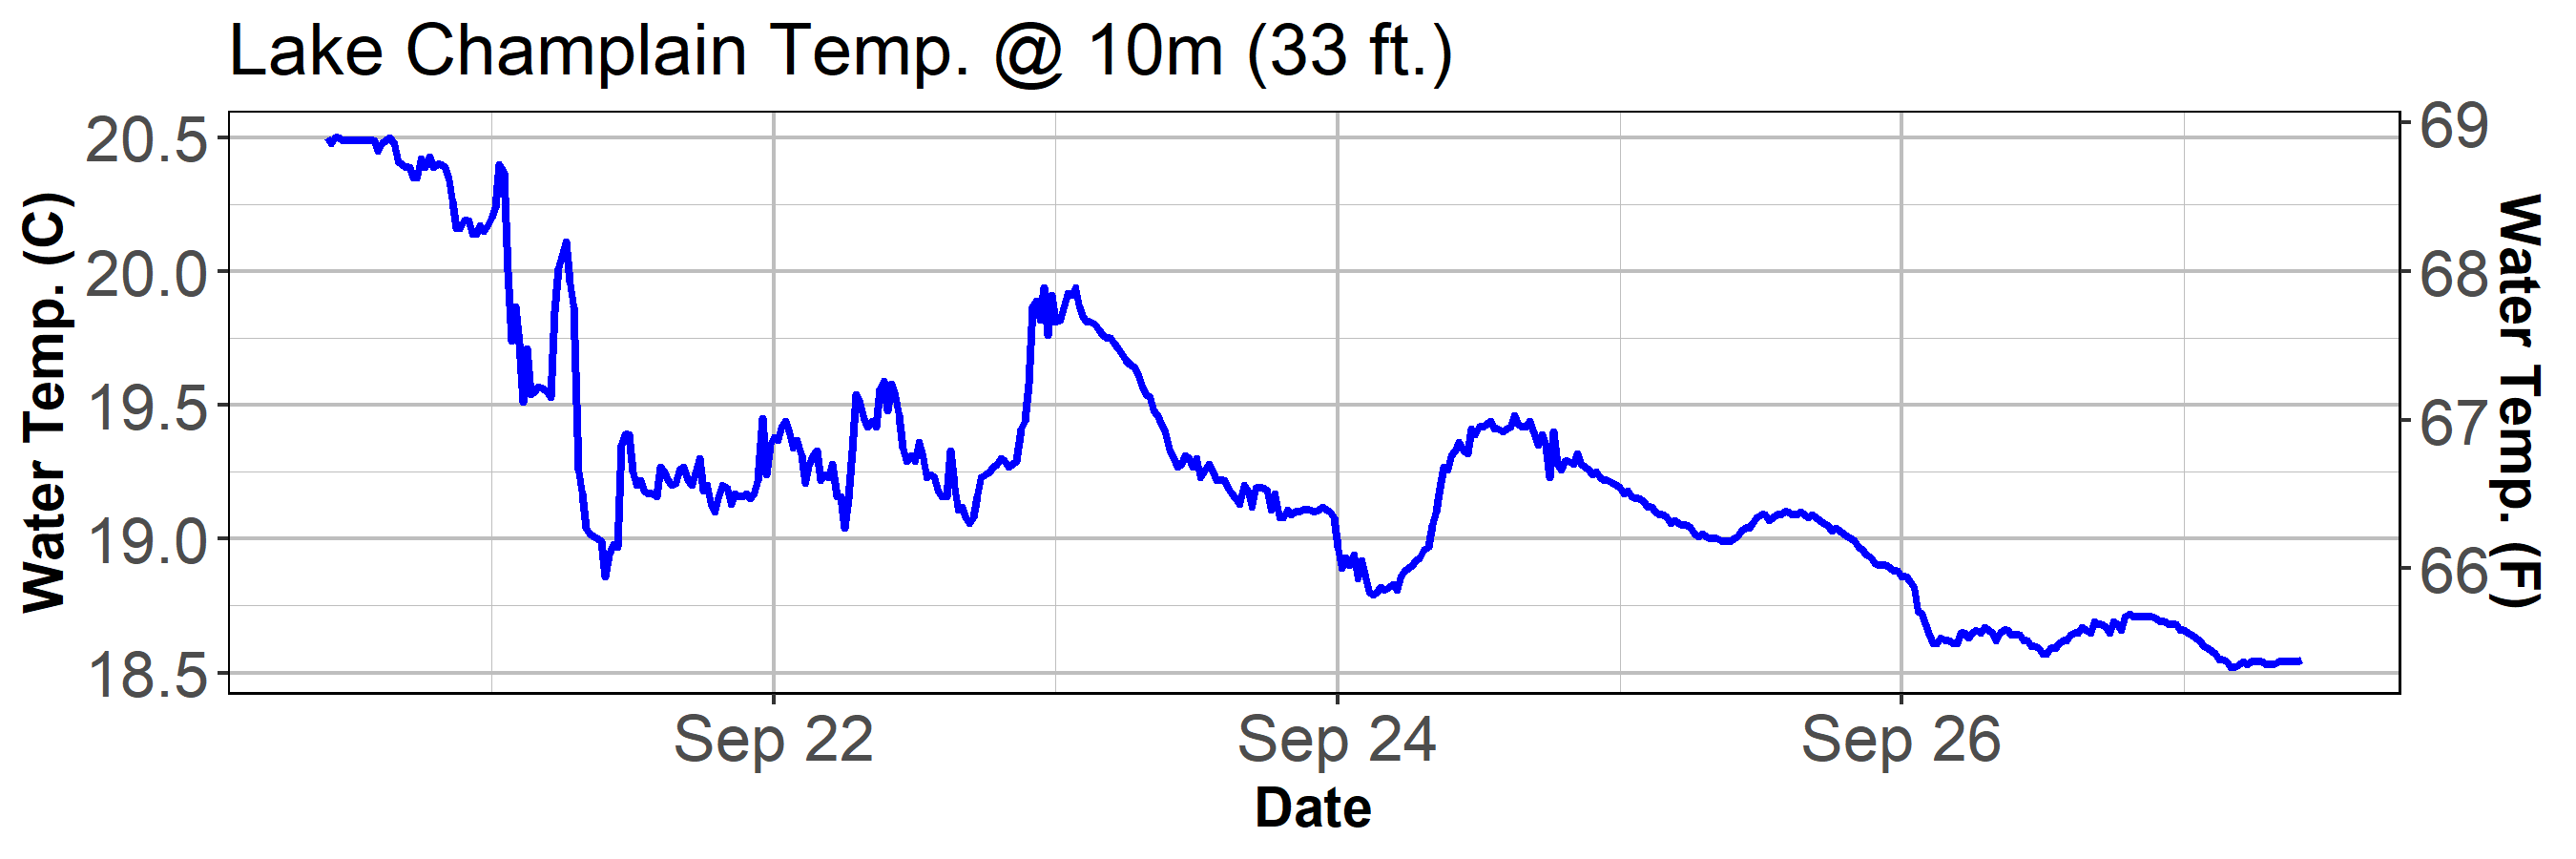 Lake Champlain Temp. @ 10m (33 ft.)
Water Temp. (C)
20.5
20.0
19.5
19.0
18.5
69
68
67
66
Water Temp. (F)
Sep 22
Sep 24
Sep 26
Date